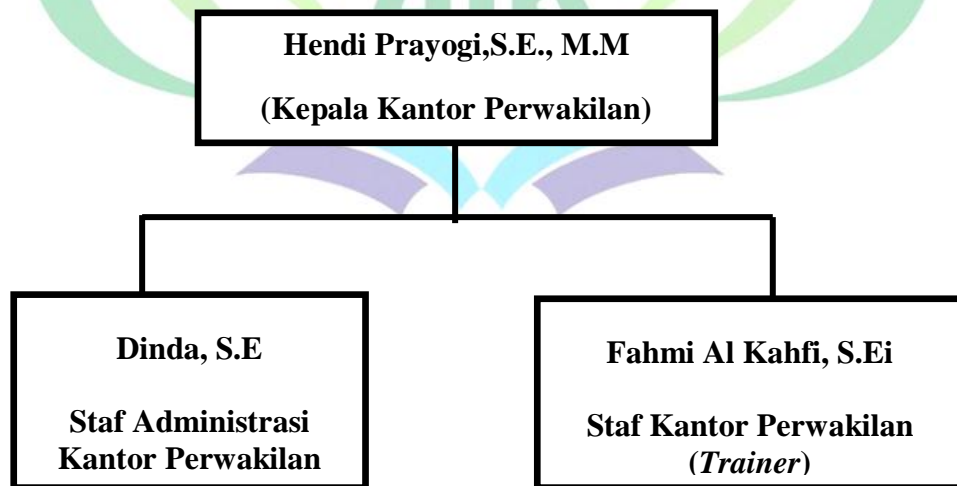 Hendi Prayogi,S.E., M.M
(Kepala Kantor Perwakilan)
Dinda, S.E
Staf Administrasi
Kantor Perwakilan
Fahmi Al Kahfi, S.Ei
Staf Kantor Perwakilan
(Trainer)